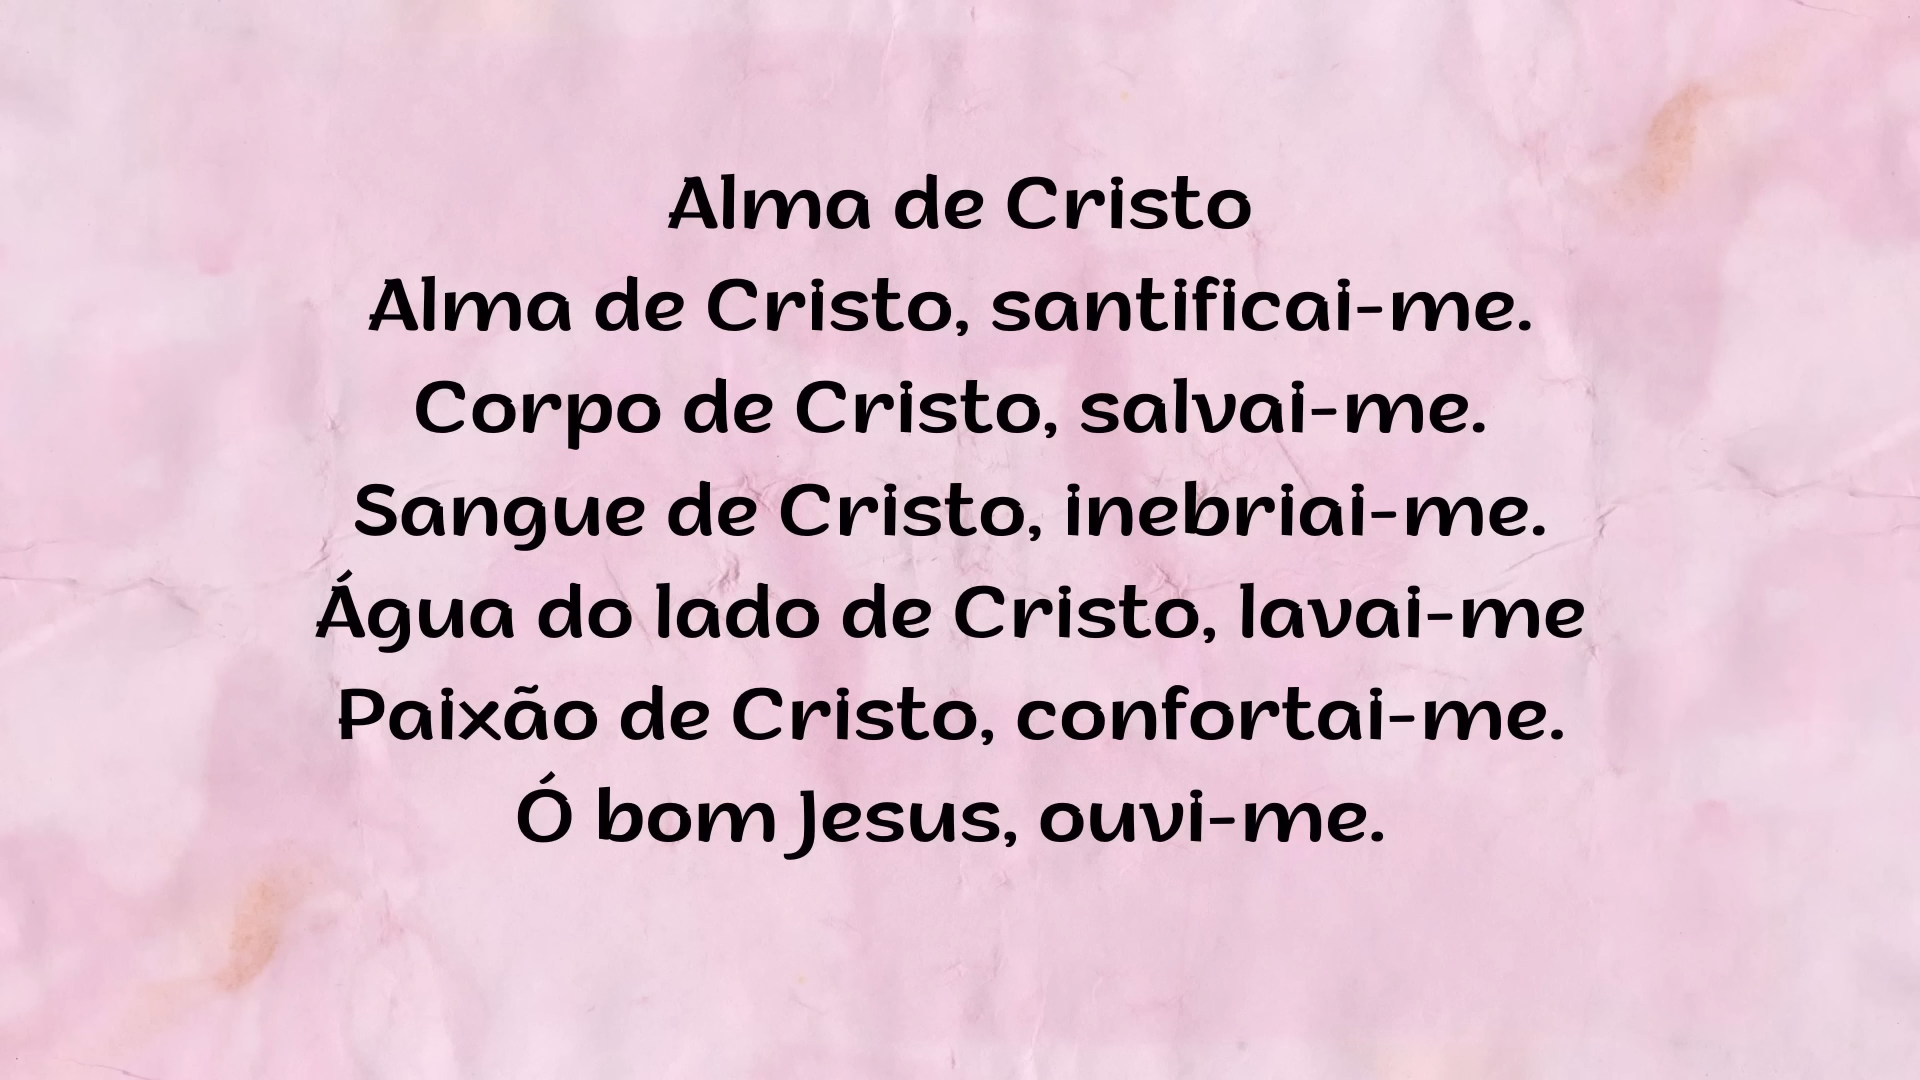 Alma de Cristo
Alma de Cristo, santificai-me.
Corpo de Cristo, salvai-me.
Sangue de Cristo, inebriai-me.
Água do lado de Cristo, lavai-me
Paixão de Cristo, confortai-me.
Ó bom Jesus, ouvi-me.